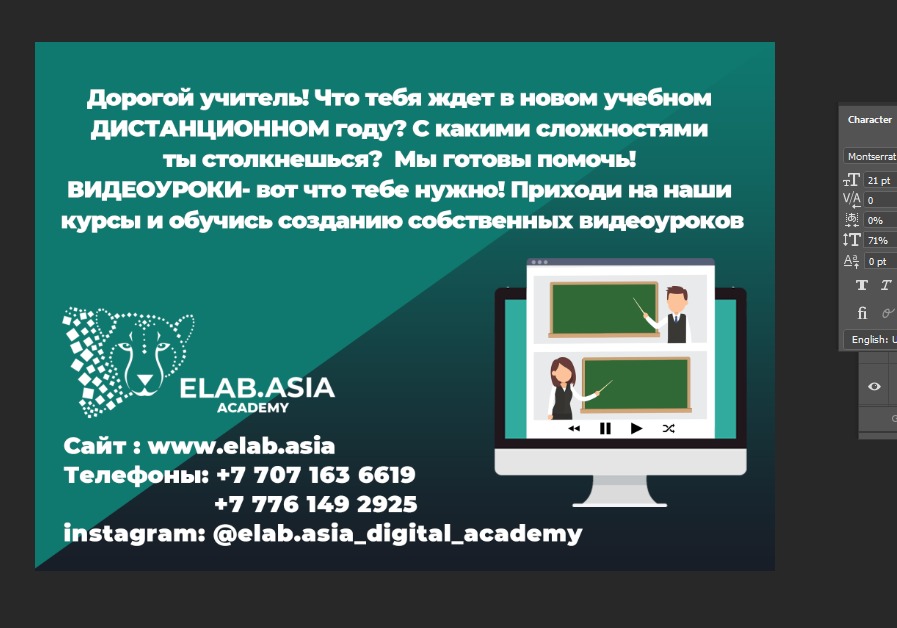 Дорогой учитель! Что тебя ждет в новом учебном
ДИСТАНЦИОННОМ году? С какими сложностями
ты столкнешься?  Мы готовы помочь!
ВИДЕОУРОКИ- вот что тебе нужно! Приходи на наши
курсы и обучись созданию собственных видеоуроков
ELAB.ASIA
ACADEMY
Сайт : www.elab.asia
Телефоны: +7 707 163 6619
+7 776 149 2925
instagram: @elab.asia_digital_academy
Character
Montserrat
21 pt
0
0%
71%
0 pt
English: